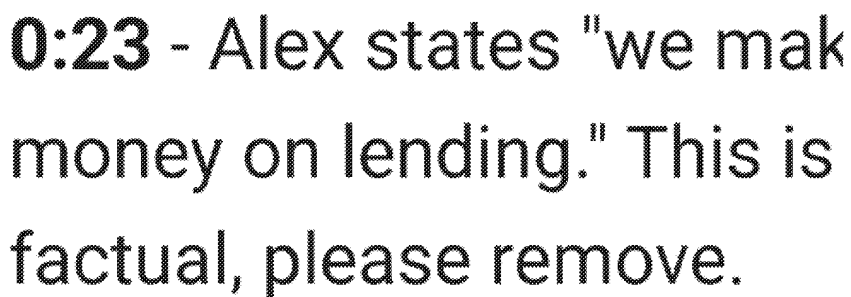 0:23 - Alex states "we mak
money on lending." This is
factual, please remove.